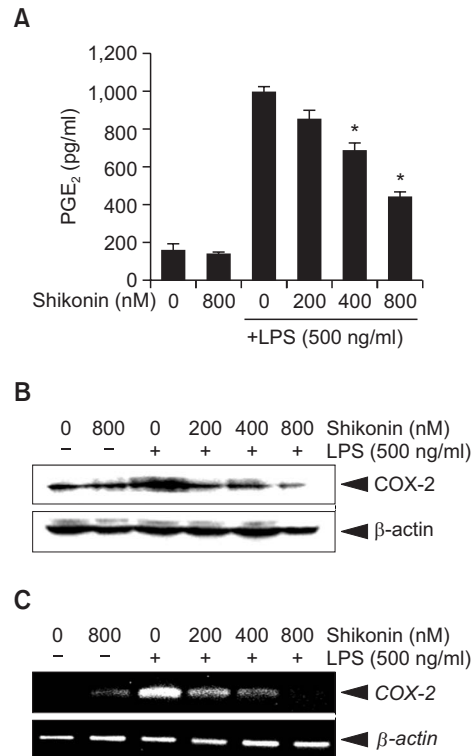 A
1,200
1,000
800
600
400
200
0
PGE₂ (pg/ml)
* *
Shikonin (nM) 0 800 0 200 400 800
+LPS (500 ng/ml)
B
0 800 0 200 400 800 Shikonin (nM)
− − + + + + LPS (500 ng/ml)
COX-2
β-actin
C
0 800 0 200 400 800 Shikonin (nM)
− − + + + + LPS (500 ng/ml)
COX-2
β-actin